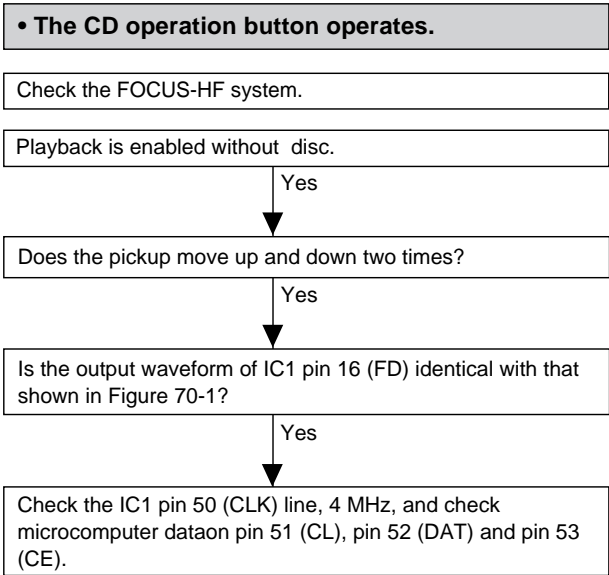 • The CD operation button operates.
Check the FOCUS-HF system.
Playback is enabled without disc.
Yes
Does the pickup move up and down two times?
Yes
Is the output waveform of IC1 pin 16 (FD) identical with that
shown in Figure 70-1?
Yes
Check the IC1 pin 50 (CLK) line, 4 MHz, and check
microcomputer dataon pin 51 (CL), pin 52 (DAT) and pin 53
(CE).